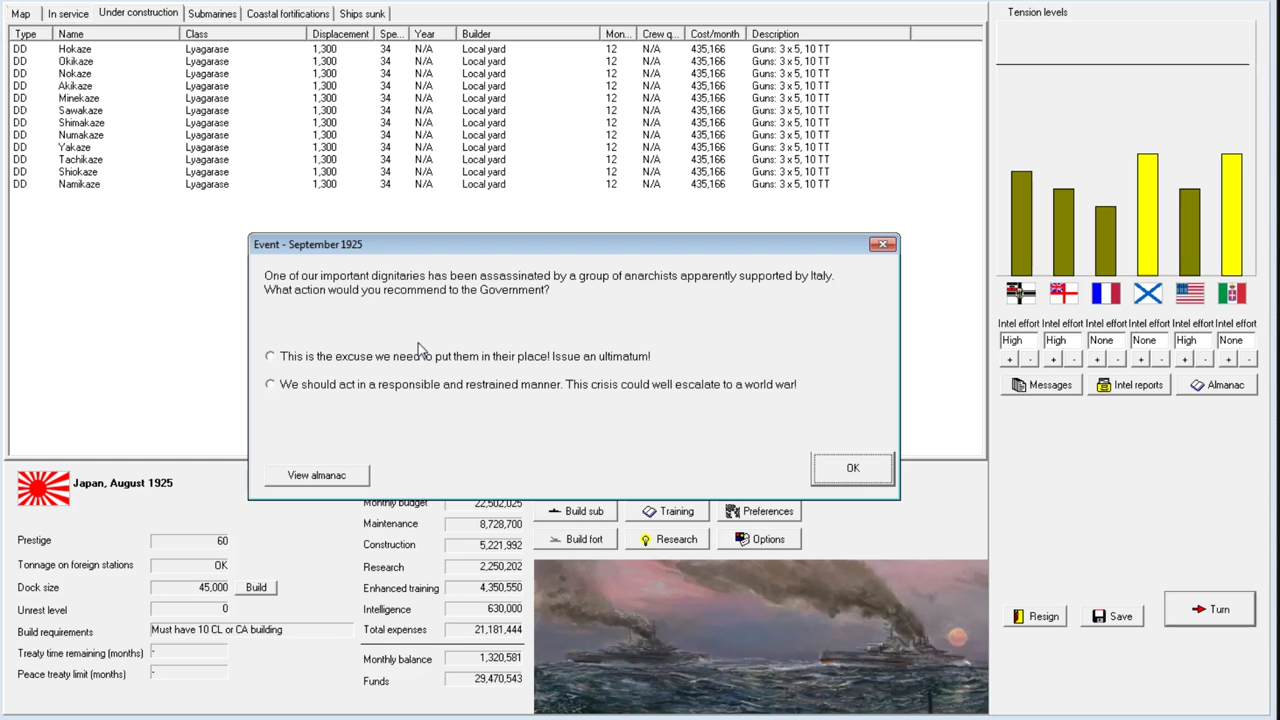 Map In service Under construction Submarines Coastal fortifications Ships sunk
Type Name Class Displacement Spe... Year Builder Mon... Crew q... Cost/month Description
DD Hokaze Lyagarase 1,300 34 N/A Local yard 12 N/A 435,166 Guns: 3 x 5, 10 TT
DD Okikaze Lyagarase 1,300 34 N/A Local yard 12 N/A 435,166 Guns: 3 x 5, 10 TT
DD Nokaze Lyagarase 1,300 34 N/A Local yard 12 N/A 435,166 Guns: 3 x 5, 10 TT
DD Akikaze Lyagarase 1,300 34 N/A Local yard 12 N/A 435,166 Guns: 3 x 5, 10 TT
DD Minekaze Lyagarase 1,300 34 N/A Local yard 12 N/A 435,166 Guns: 3 x 5, 10 TT
DD Sawakaze Lyagarase 1,300 34 N/A Local yard 12 N/A 435,166 Guns: 3 x 5, 10 TT
DD Shimakaze Lyagarase 1,300 34 N/A Local yard 12 N/A 435,166 Guns: 3 x 5, 10 TT
DD Numakaze Lyagarase 1,300 34 N/A Local yard 12 N/A 435,166 Guns: 3 x 5, 10 TT
DD Yakaze Lyagarase 1,300 34 N/A Local yard 12 N/A 435,166 Guns: 3 x 5, 10 TT
DD Tachikaze Lyagarase 1,300 34 N/A Local yard 12 N/A 435,166 Guns: 3 x 5, 10 TT
DD Shiokaze Lyagarase 1,300 34 N/A Local yard 12 N/A 435,166 Guns: 3 x 5, 10 TT
DD Namikaze Lyagarase 1,300 34 N/A Local yard 12 N/A 435,166 Guns: 3 x 5, 10 TT
Event - September 1925
One of our important dignitaries has been assassinated by a group of anarchists apparently supported by Italy.
What action would you recommend to the Government?
This is the excuse we need to put them in their place! Issue an ultimatum!
We should act in a responsible and restrained manner. This crisis could well escalate to a world war!
View almanac
OK
Japan, August 1925
Prestige 60
Tonnage on foreign stations OK
Dock size 45,000 Build
Unrest level 0
Build requirements Must have 10 CL or CA building
Treaty time remaining (months) -
Peace treaty limit (months) -
Monthly budget 22,502,025
Maintenance 8,728,700
Construction 5,221,992
Research 2,250,202
Enhanced training 4,350,550
Intelligence 630,000
Total expenses 21,181,444
Monthly balance 1,320,581
Funds 29,470,543
Build sub Training Preferences
Build fort Research Options
Tension levels
Intel effort Intel effort Intel effort Intel effort Intel effort Intel effort
High High None None High None
+ - + - + - + - + - + -
Messages Intel reports Almanac
Resign Save Turn